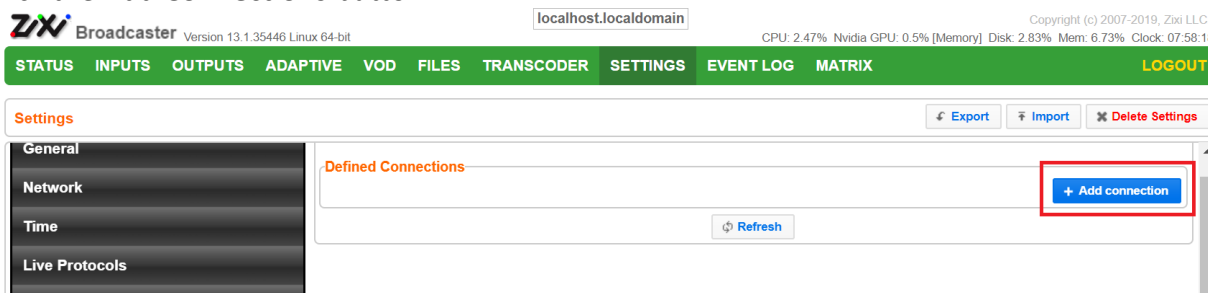 ZiXi Broadcaster Version 13.1.35446 Linux 64-bit
localhost.localdomain
Copyright (c) 2007-2019, Zixi LLC
CPU: 2.47% Nvidia GPU: 0.5% [Memory] Disk: 2.83% Mem: 6.73% Clock: 07:58:1
STATUS INPUTS OUTPUTS ADAPTIVE VOD FILES TRANSCODER SETTINGS EVENT LOG MATRIX LOGOUT
Settings Export Import Delete Settings
General
Defined Connections
Network
+ Add connection
Time
Refresh
Live Protocols